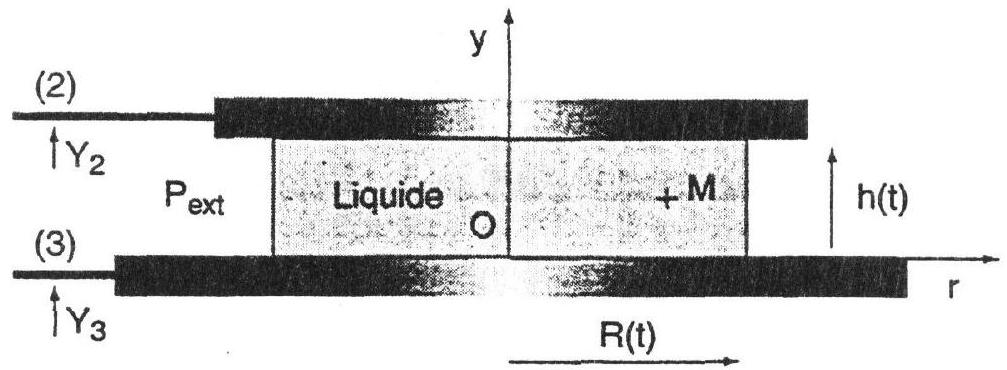 y
(2)
Y2
Pext
Liquide
O
+ M
h(t)
(3)
r
Y3
R(t)